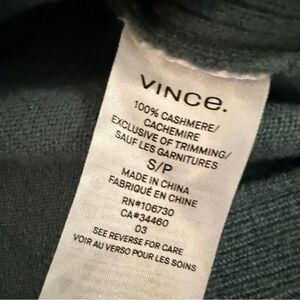 VINCE.
100% CASHMERE/
CACHEMIRE
EXCLUSIVE OF TRIMMING/
SAUF LES GARNITURES
S/P
MADE IN CHINA
FABRIQUÉ EN CHINE
RN#106730
CA#34460
03
SEE REVERSE FOR CARE
VOIR AU VERSO POUR LES SOINS